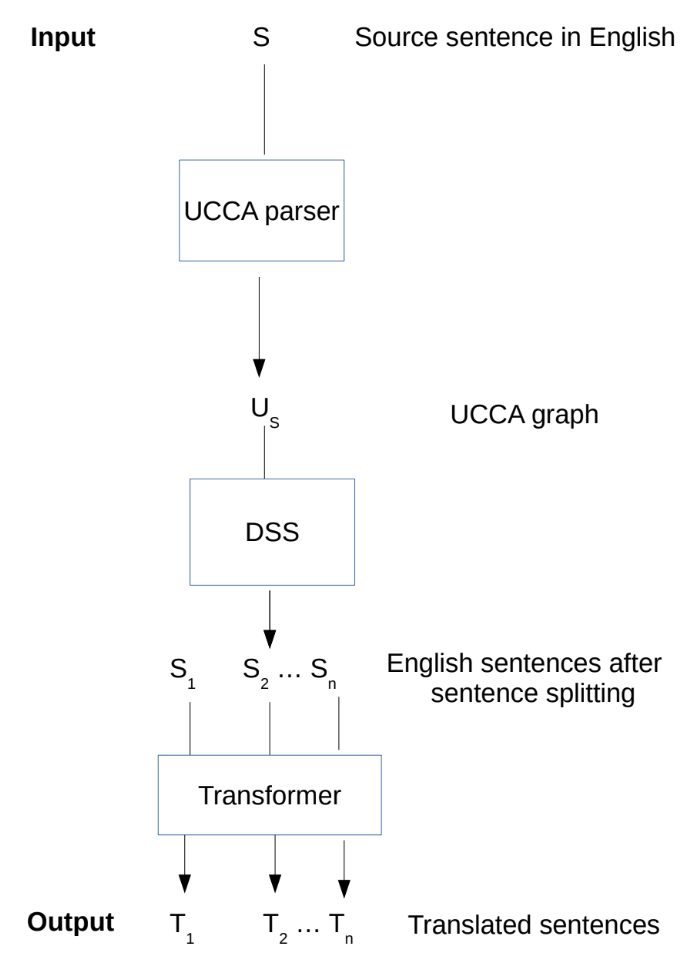 Input S Source sentence in English
UCCA parser
U_S UCCA graph
DSS
S_1 S_2 … S_n English sentences after
sentence splitting
Transformer
Output T_1 T_2 … T_n Translated sentences